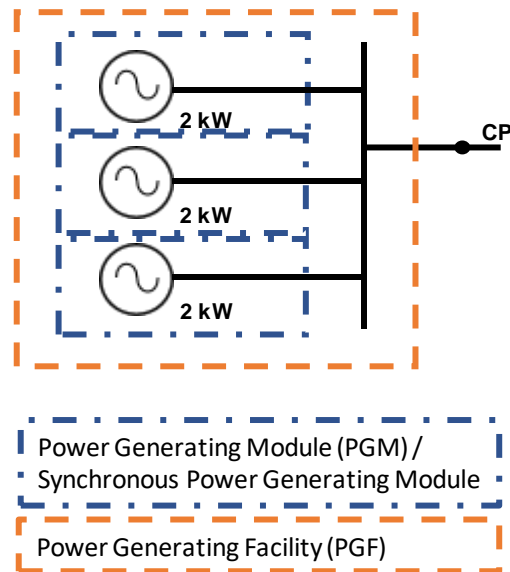 2 kW
CP
2 kW
2 kW
Power Generating Module (PGM) /
Synchronous Power Generating Module
Power Generating Facility (PGF)